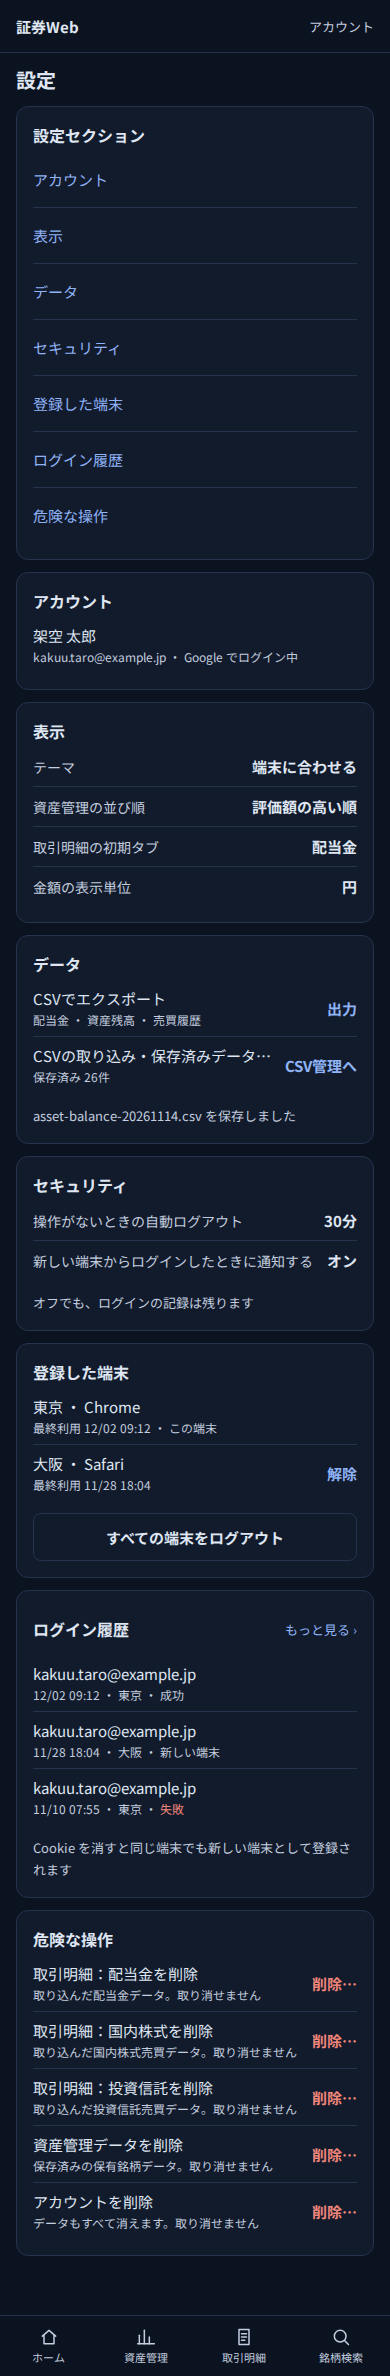 証券Web
アカウント
設定
設定セクション
アカウント
表示
データ
セキュリティ
登録した端末
ログイン履歴
危険な操作
アカウント
架空 太郎
kakuu.taro@example.jp ・ Google でログイン中
表示
テーマ 端末に合わせる
資産管理の並び順 評価額の高い順
取引明細の初期タブ 配当金
金額の表示単位 円
データ
CSVでエクスポート
配当金 ・ 資産残高 ・ 売買履歴
出力
CSVの取り込み・保存済みデータ…
保存済み 26件
CSV管理へ
asset-balance-20261114.csv を保存しました
セキュリティ
操作がないときの自動ログアウト 30分
新しい端末からログインしたときに通知する オン
オフでも、ログインの記録は残ります
登録した端末
東京 ・ Chrome
最終利用 12/02 09:12 ・ この端末
大阪 ・ Safari
最終利用 11/28 18:04
解除
すべての端末をログアウト
ログイン履歴 もっと見る ›
kakuu.taro@example.jp
12/02 09:12 ・ 東京 ・ 成功
kakuu.taro@example.jp
11/28 18:04 ・ 大阪 ・ 新しい端末
kakuu.taro@example.jp
11/10 07:55 ・ 東京 ・ 失敗
Cookie を消すと同じ端末でも新しい端末として登録さ
れます
危険な操作
取引明細：配当金を削除
取り込んだ配当金データ。取り消せません
削除…
取引明細：国内株式を削除
取り込んだ国内株式売買データ。取り消せません
削除…
取引明細：投資信託を削除
取り込んだ投資信託売買データ。取り消せません
削除…
資産管理データを削除
保存済みの保有銘柄データ。取り消せません
削除…
アカウントを削除
データもすべて消えます。取り消せません
削除…
ホーム
資産管理
取引明細
銘柄検索